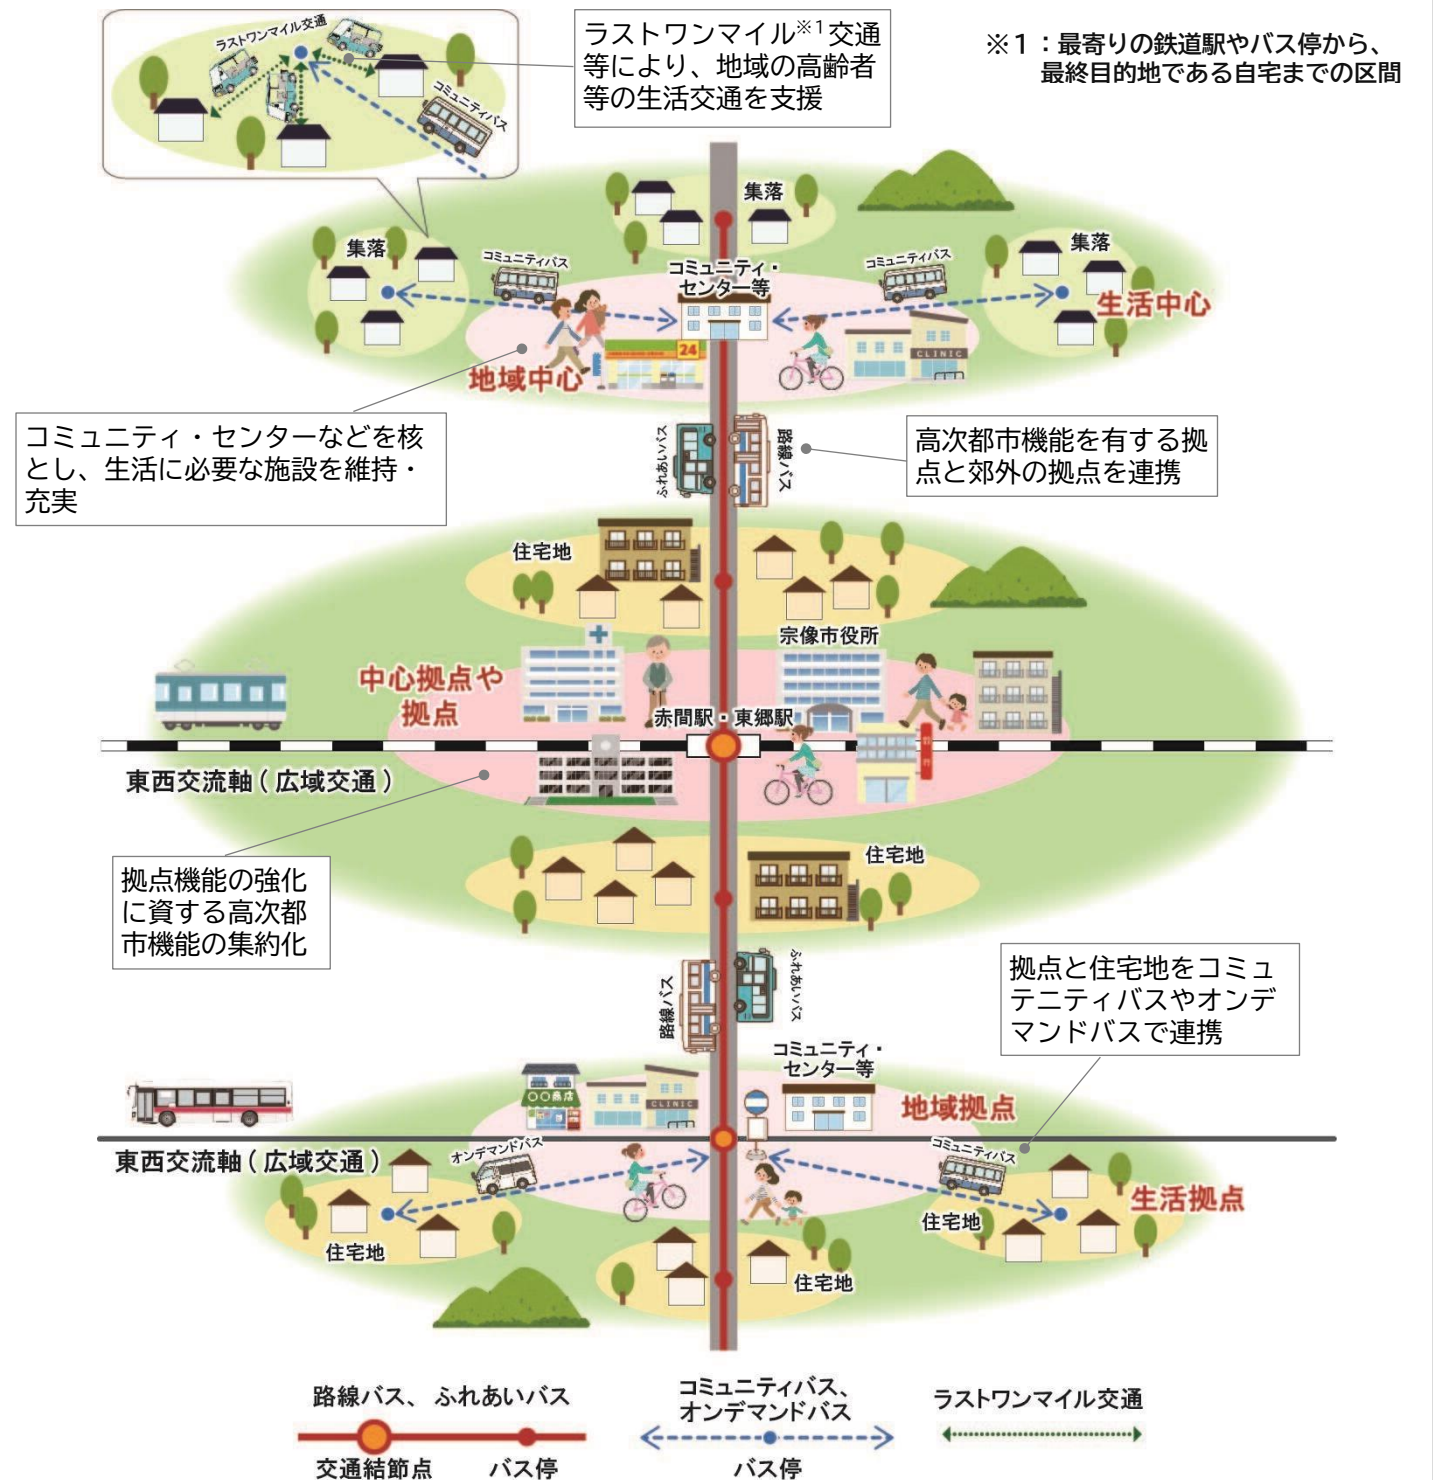 ラストワンマイル交通
コミュニティバス
ラストワンマイル※1交通
等により、地域の高齢者
等の生活交通を支援
※1：最寄りの鉄道駅やバス停から、
最終目的地である自宅までの区間
集落
集落
コミュニティバス
コミュニティ・
センター等
コミュニティバス
集落
生活中心
24
CLINIC
地域中心
コミュニティ・センターなどを核
とし、生活に必要な施設を維持・
充実
ふれあいバス
路線バス
高次都市機能を有する拠
点と郊外の拠点を連携
住宅地
宗像市役所
中心拠点や
拠点
赤間駅・東郷駅
東西交流軸（広域交通）
住宅地
拠点機能の強化
に資する高次都
市機能の集約化
路線バス
ふれあいバス
拠点と住宅地をコミュ
テニティバスやオンデ
マンドバスで連携
コミュニティ・
センター等
〇〇商店
CLINIC
地域拠点
東西交流軸（広域交通）
オンデマンドバス
コミュニティバス
生活拠点
住宅地
住宅地
住宅地
路線バス、ふれあいバス
交通結節点
バス停
コミュニティバス、
オンデマンドバス
バス停
ラストワンマイル交通